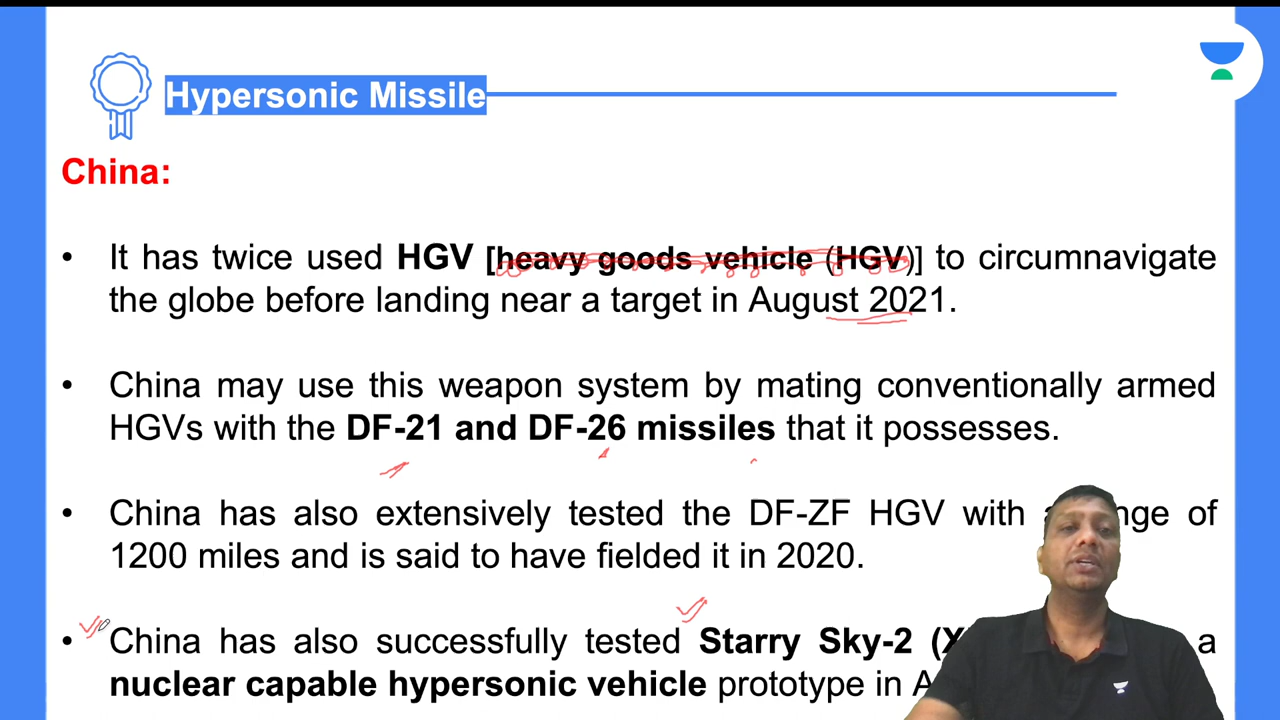 Hypersonic Missile
China:
• It has twice used HGV [heavy goods vehicle (HGV)] to circumnavigate
the globe before landing near a target in August 2021.
• China may use this weapon system by mating conventionally armed
HGVs with the DF-21 and DF-26 missiles that it possesses.
• China has also extensively tested the DF-ZF HGV with of
1200 miles and is said to have fielded it in 2020.
• China has also successfully tested Starry Sky-2 (X a
nuclear capable hypersonic vehicle prototype in A